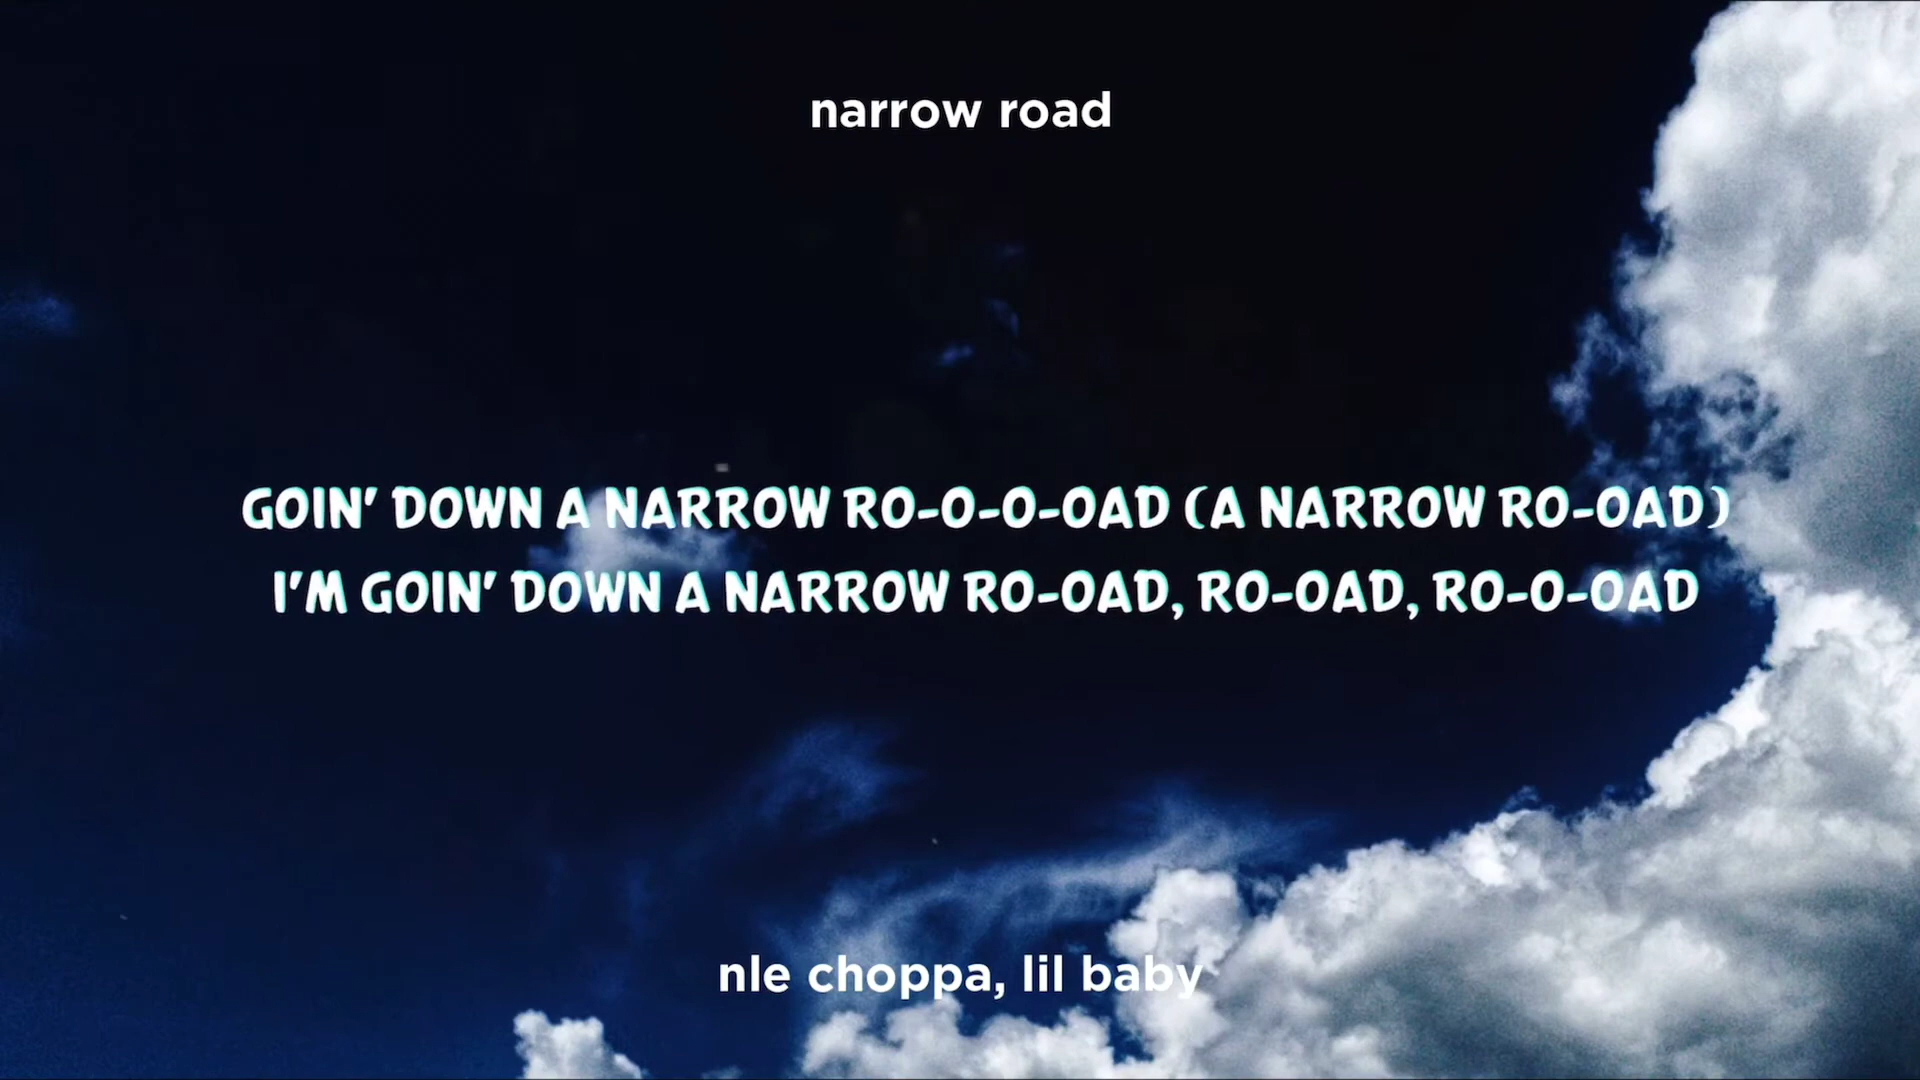 narrow road
GOIN' DOWN A NARROW RO-O-O-OAD (A NARROW RO-OAD)
I'M GOIN' DOWN A NARROW RO-OAD, RO-OAD, RO-O-OAD
nle choppa, lil baby